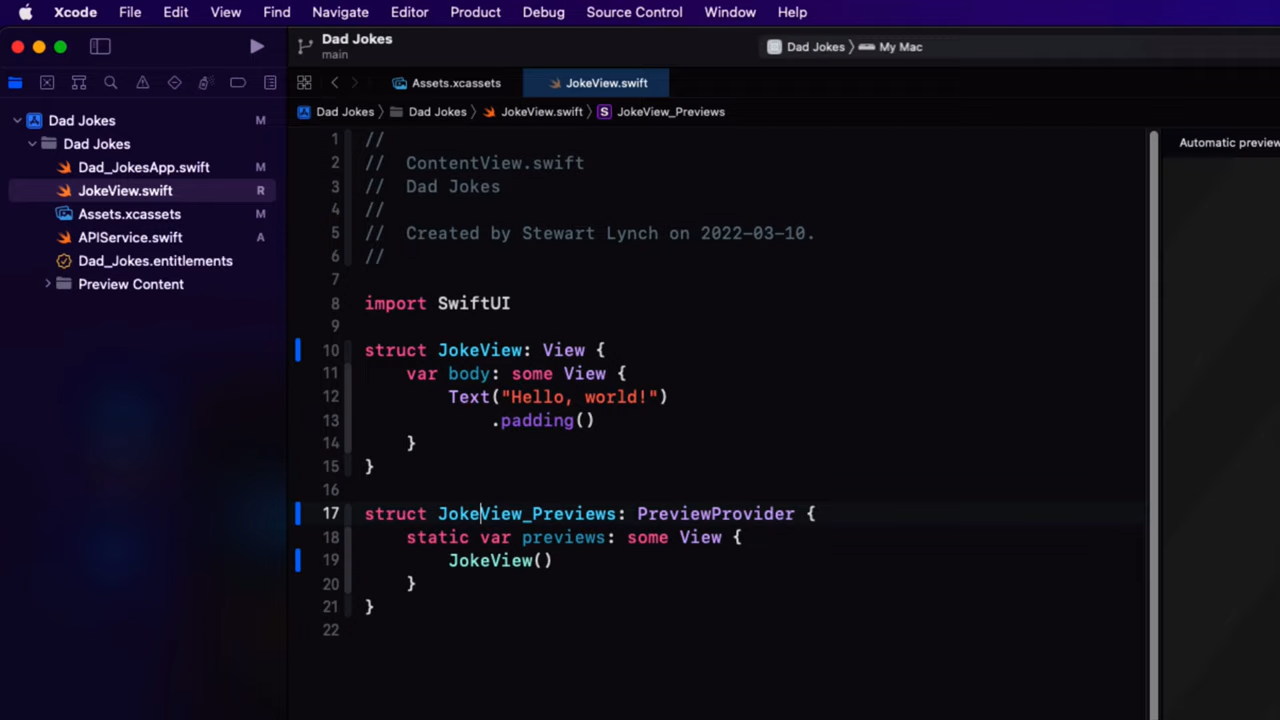 Xcode File Edit View Find Navigate Editor Product Debug Source Control Window Help
Dad Jokes
main
Dad Jokes My Mac
Assets.xcassets JokeView.swift
Dad Jokes Dad Jokes JokeView.swift S JokeView_Previews
Dad Jokes M
Dad Jokes
Dad_JokesApp.swift M
JokeView.swift R
Assets.xcassets M
APIService.swift A
Dad_Jokes.entitlements
Preview Content
Automatic preview
1 //
2 // ContentView.swift
3 // Dad Jokes
4 //
5 // Created by Stewart Lynch on 2022-03-10.
6 //
7
8 import SwiftUI
9
10 struct JokeView: View {
11 var body: some View {
12 Text("Hello, world!")
13 .padding()
14 }
15 }
16
17 struct JokeView_Previews: PreviewProvider {
18 static var previews: some View {
19 JokeView()
20 }
21 }
22